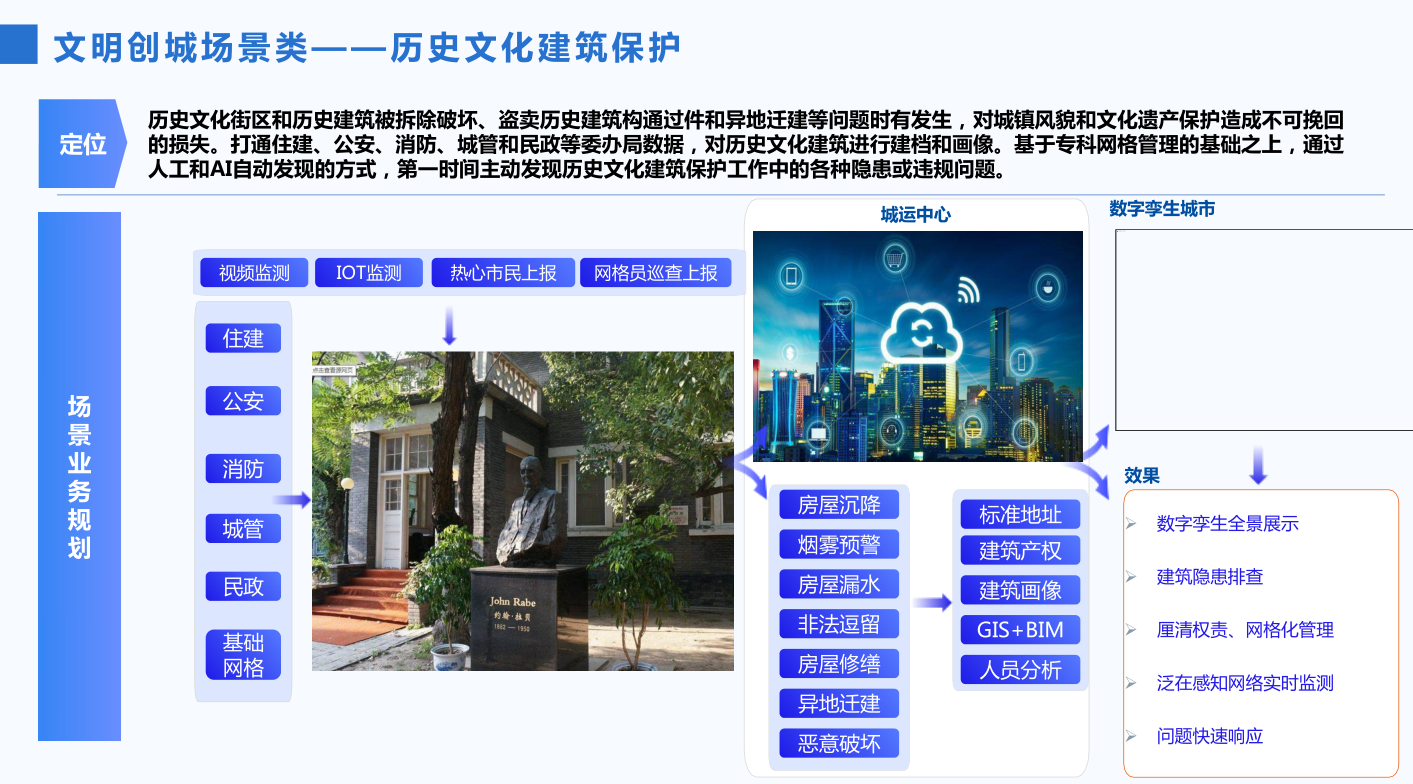 文明创城场景类——历史文化建筑保护
定位
历史文化街区和历史建筑被拆除破坏、盗卖历史建筑构通过件和异地迁建等问题时有发生，对城镇风貌和文化遗产保护造成不可挽回
的损失。打通住建、公安、消防、城管和民政等委办局数据，对历史文化建筑进行建档和画像。基于专科网格管理的基础之上，通过
人工和AI自动发现的方式，第一时间主动发现历史文化建筑保护工作中的各种隐患或违规问题。
场景业务规划
视频监测
IOT监测
热心市民上报
网格员巡查上报
住建
公安
消防
城管
民政
基础
网格
点击查看源网页
John Rabe
约翰·拉贝
1882 — 1950
城运中心
房屋沉降
烟雾预警
房屋漏水
非法逗留
房屋修缮
异地迁建
恶意破坏
标准地址
建筑产权
建筑画像
GIS+BIM
人员分析
数字孪生城市
效果
数字孪生全景展示
建筑隐患排查
厘清权责、网格化管理
泛在感知网络实时监测
问题快速响应